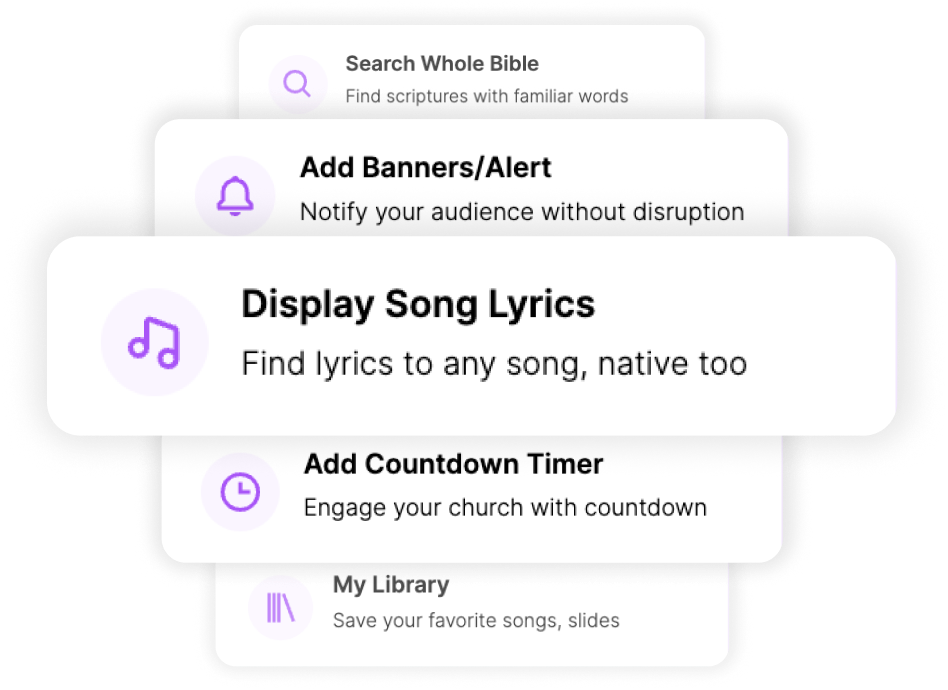 Search Whole Bible
Find scriptures with familiar words
Add Banners/Alert
Notify your audience without disruption
Display Song Lyrics
Find lyrics to any song, native too
Add Countdown Timer
Engage your church with countdown
My Library
Save your favorite songs, slides